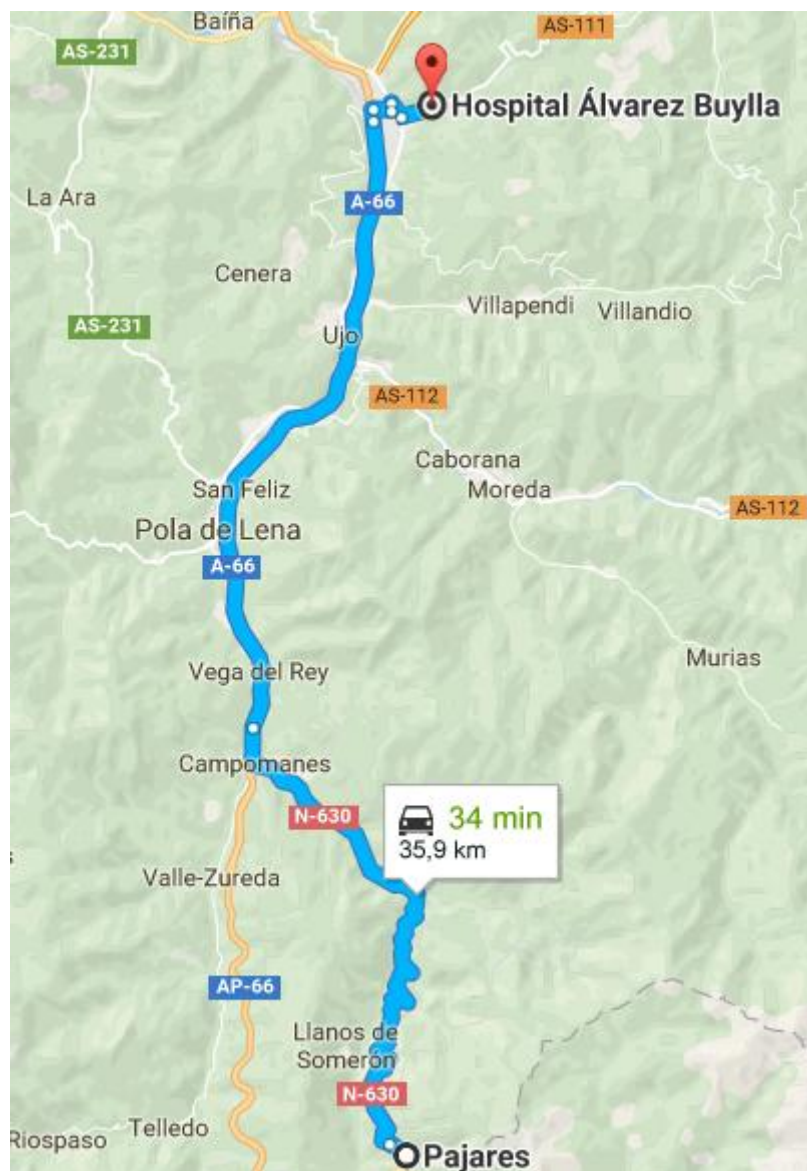 Baíña
AS-231
AS-111
Hospital Álvarez Buylla
La Ara
A-66
Cenera
Villapendi
Villandio
AS-231
Ujo
AS-112
Caborana
San Feliz
Moreda
AS-112
Pola de Lena
A-66
Murias
Vega del Rey
Campomanes
N-630
34 min
35,9 km
Valle-Zureda
AP-66
Llanos de
Somerón
N-630
Telledo
Riospaso
Pajares